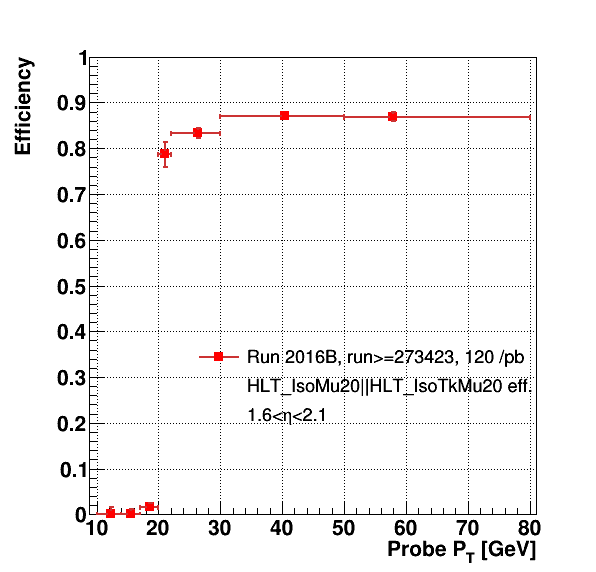 Efficiency
1
0.9
0.8
0.7
0.6
0.5
0.4
0.3
0.2
0.1
0
Run 2016B, run>=273423, 120 /pb
HLT_IsoMu20||HLT_IsoTkMu20 eff.
1.6<η<2.1
10 20 30 40 50 60 70 80
Probe P_T [GeV]